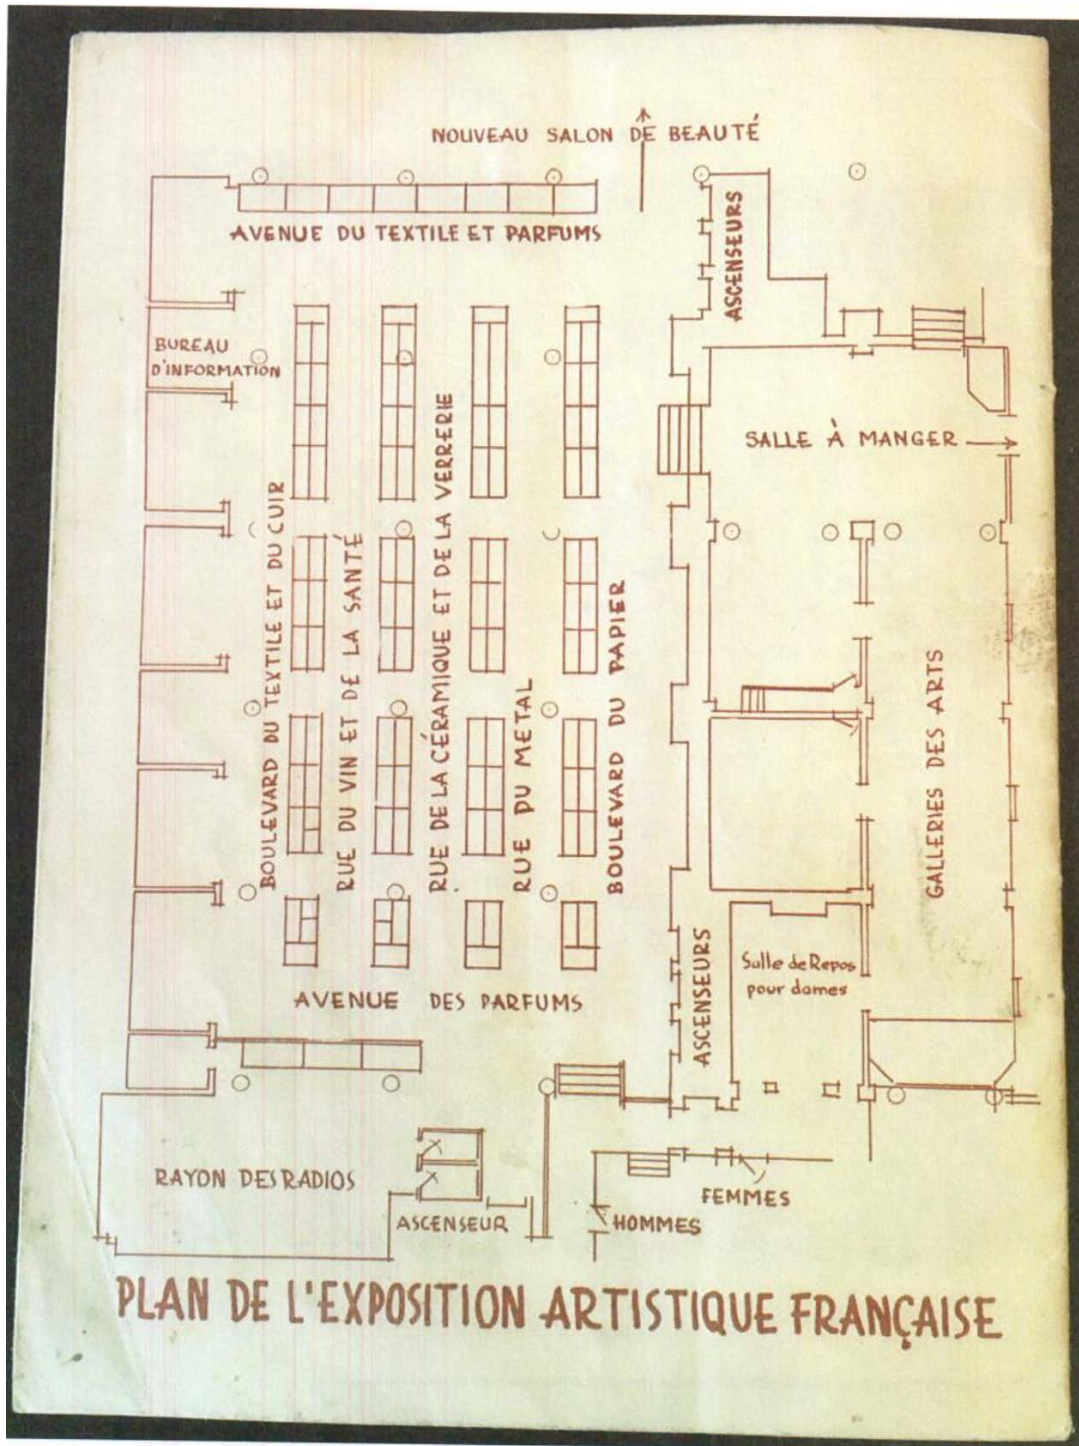 NOUVEAU SALON DE BEAUTÉ
AVENUE DU TEXTILE ET PARFUMS
ASCENSEURS
BUREAU
D'INFORMATION
SALLE À MANGER
BOULEVARD DU TEXTILE ET DU CUIR
RUE DU VIN ET DE LA SANTÉ
RUE DE LA CÉRAMIQUE ET DE LA VERRERIE
RUE DU METAL
BOULEVARD DU PAPIER
GALLERIES DES ARTS
ASCENSEURS
Salle de Repos
pour dames
AVENUE DES PARFUMS
RAYON DES RADIOS
ASCENSEUR
HOMMES
FEMMES
PLAN DE L'EXPOSITION ARTISTIQUE FRANÇAISE